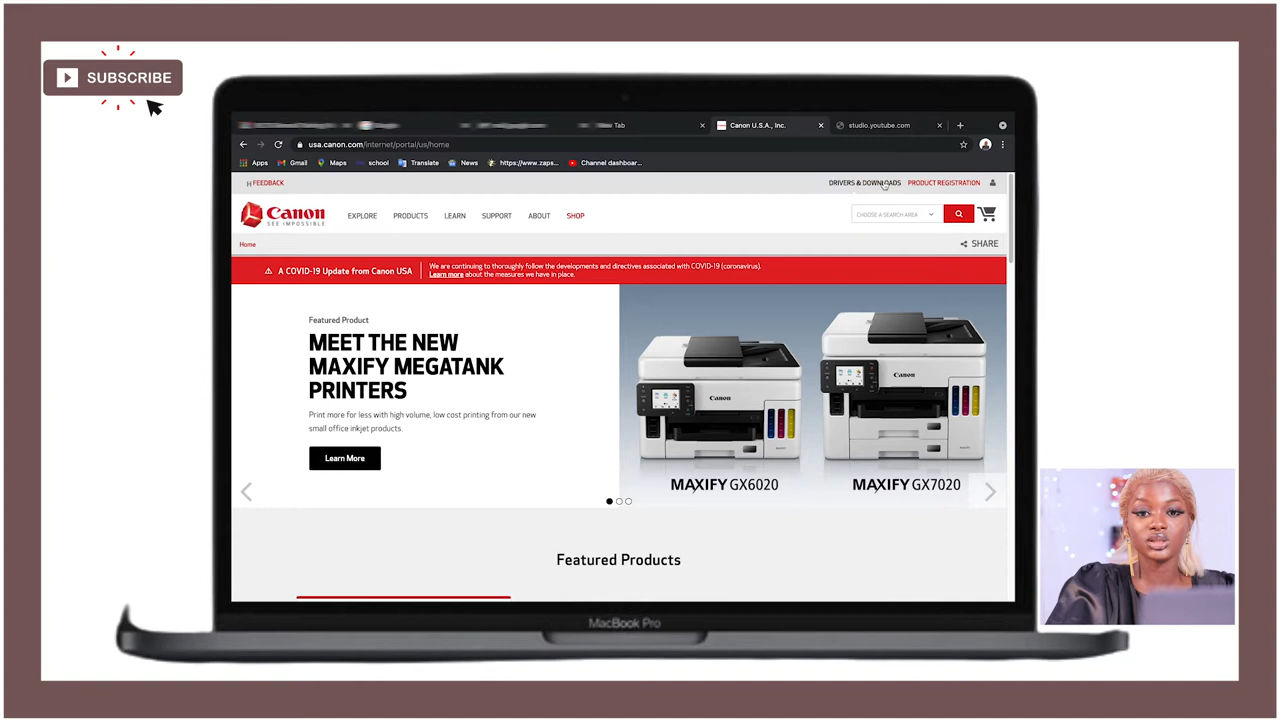 SUBSCRIBE
New Tab
Canon U.S.A., Inc.
studio.youtube.com
usa.canon.com/internet/portal/us/home
Apps
Gmail
Maps
school
Translate
News
https://www.zaps...
Channel dashboar...
[+]FEEDBACK
DRIVERS & DOWNLOADS
PRODUCT REGISTRATION
Canon
SEE IMPOSSIBLE
EXPLORE
PRODUCTS
LEARN
SUPPORT
ABOUT
SHOP
CHOOSE A SEARCH AREA
Home
SHARE
A COVID-19 Update from Canon USA
We are continuing to thoroughly follow the developments and directives associated with COVID-19 (coronavirus).
Learn more about the measures we have in place.
Featured Product
MEET THE NEW
MAXIFY MEGATANK
PRINTERS
Print more for less with high volume, low cost printing from our new
small office inkjet products.
Learn More
Canon
Canon
MAXIFY GX6020
MAXIFY GX7020
Featured Products
MacBook Pro